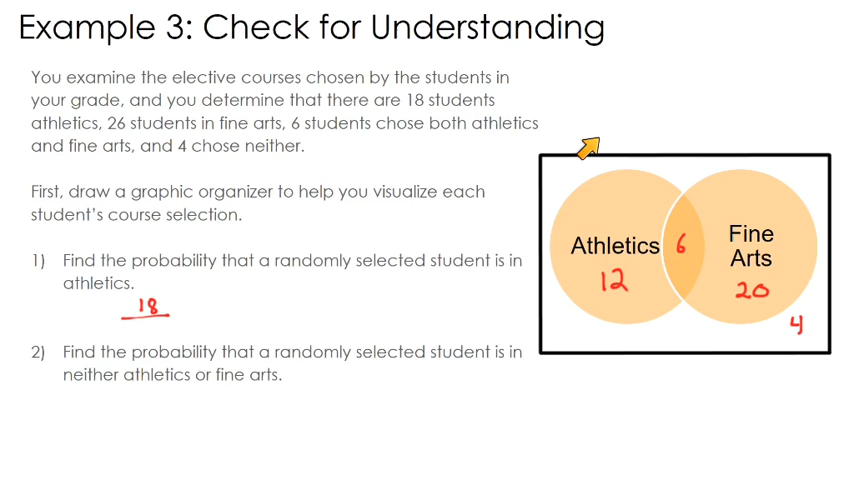 Example 3: Check for Understanding
You examine the elective courses chosen by the students in
your grade, and you determine that there are 18 students
athletics, 26 students in fine arts, 6 students chose both athletics
and fine arts, and 4 chose neither.
First, draw a graphic organizer to help you visualize each
student's course selection.
1) Find the probability that a randomly selected student is in
athletics.
18
2) Find the probability that a randomly selected student is in
neither athletics or fine arts.
Athletics
12
6
Fine
Arts
20
4